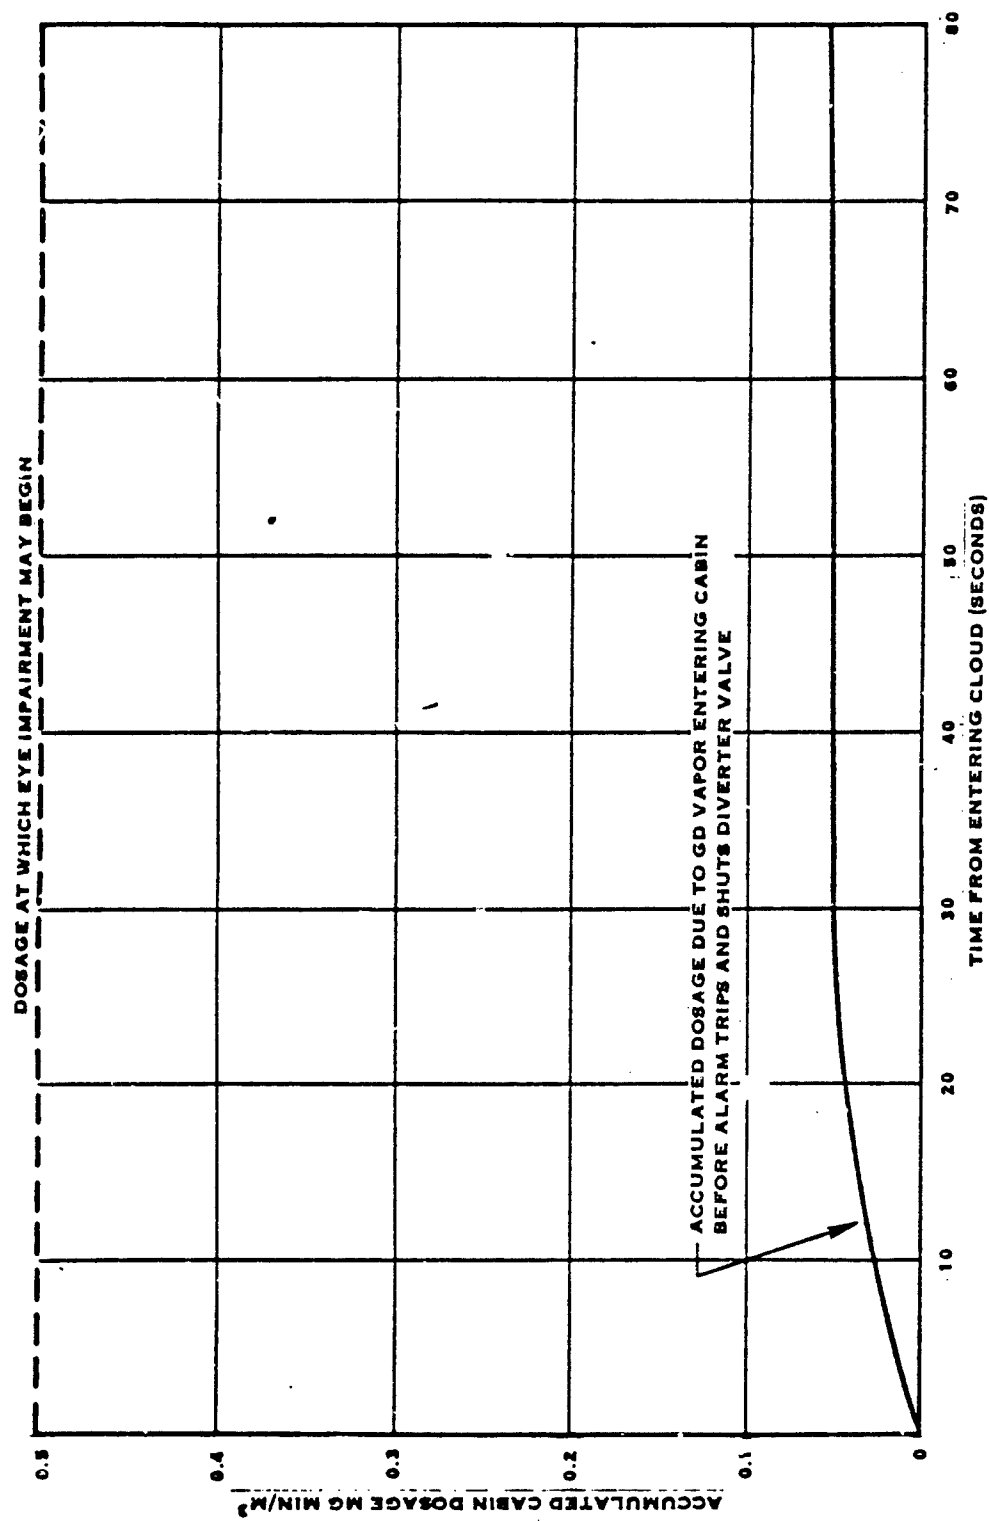 DOSAGE AT WHICH EYE IMPAIRMENT MAY BEGIN
0.5
0.4
0.3
0.2
0.1
0
ACCUMULATED CABIN DOSAGE MG MIN/M³
ACCUMULATED DOSAGE DUE TO GD VAPOR ENTERING CABIN
BEFORE ALARM TRIPS AND SHUTS DIVERTER VALVE
10
20
30
40
50
60
70
80
TIME FROM ENTERING CLOUD (SECONDS)